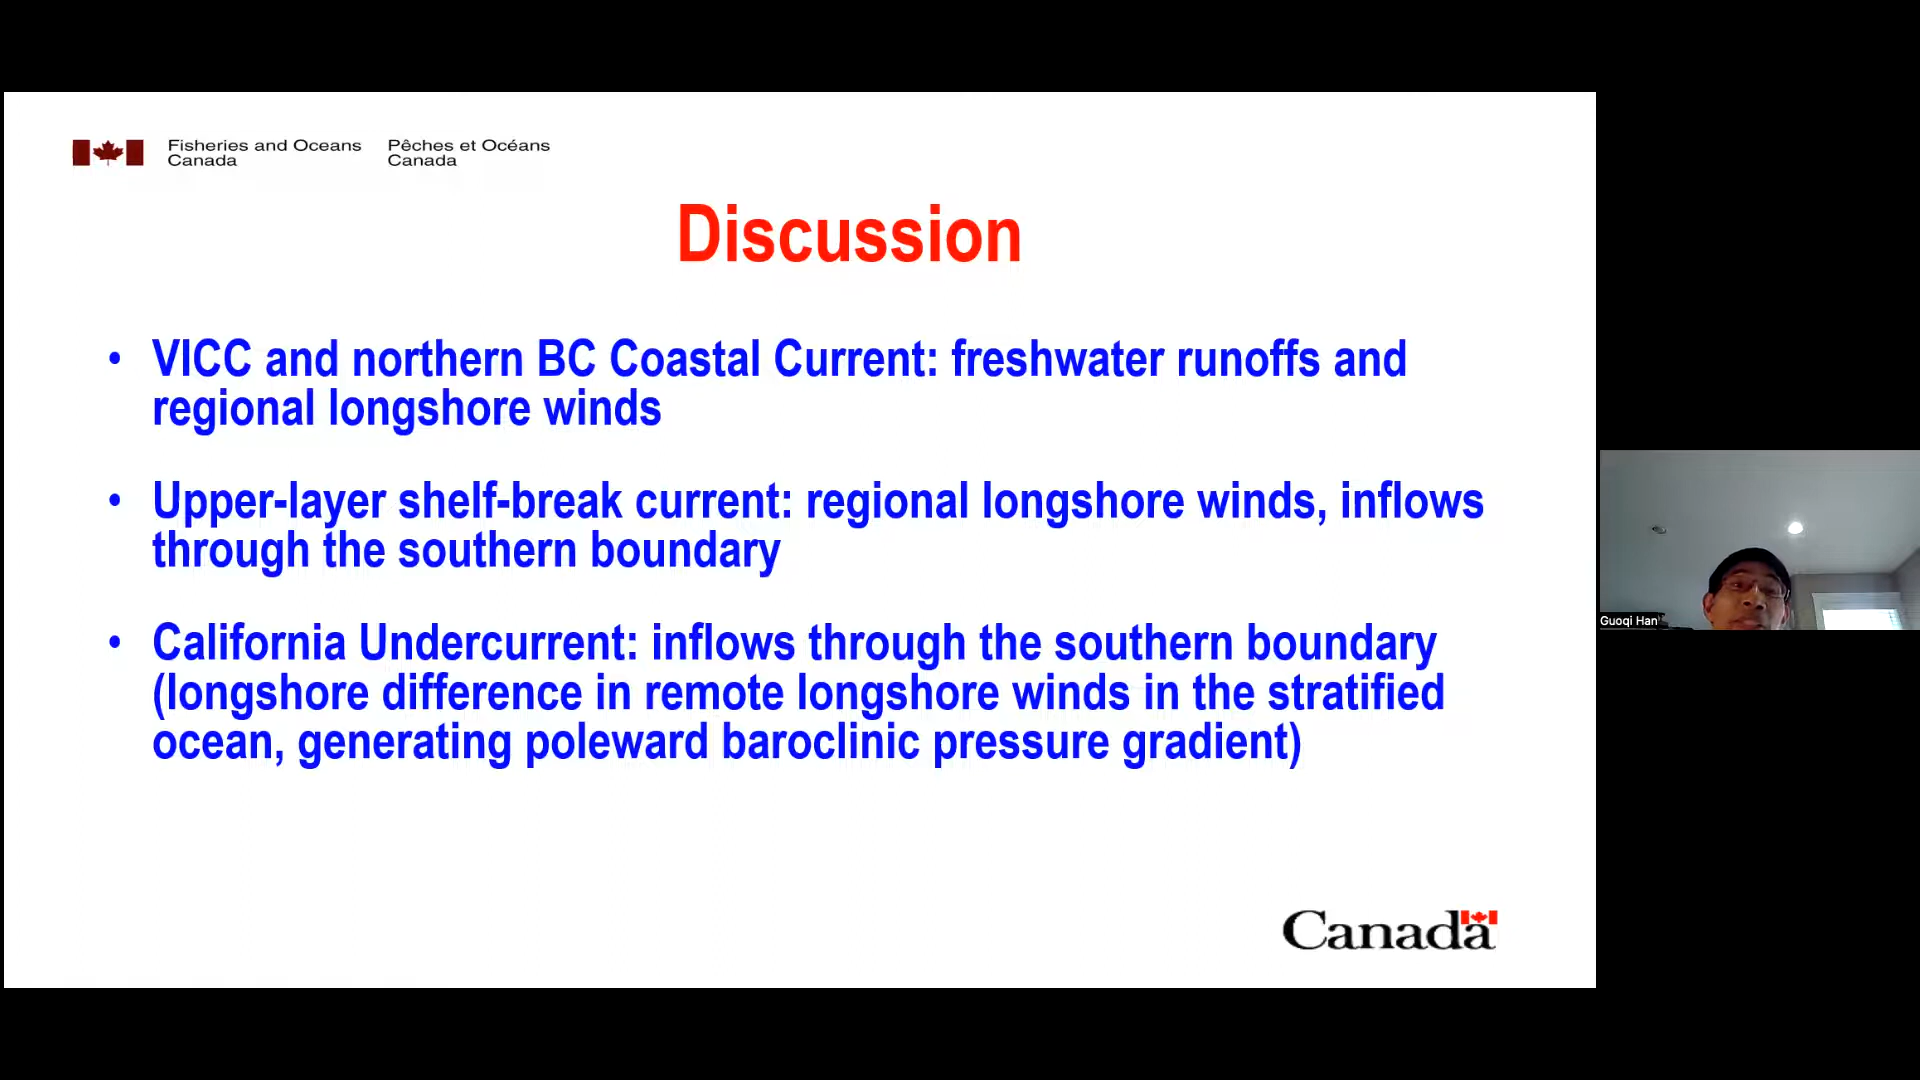 Fisheries and Oceans
Canada
Pêches et Océans
Canada
Discussion
• VICC and northern BC Coastal Current: freshwater runoffs and
regional longshore winds
• Upper-layer shelf-break current: regional longshore winds, inflows
through the southern boundary
• California Undercurrent: inflows through the southern boundary
(longshore difference in remote longshore winds in the stratified
ocean, generating poleward baroclinic pressure gradient)
Canada
Guoqi Han